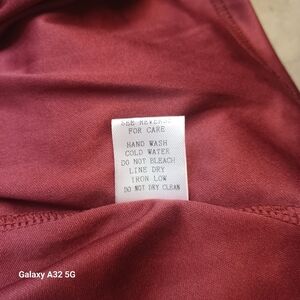 SEE REVERSE
FOR CARE
HAND WASH
COLD WATER
DO NOT BLEACH
LINE DRY
IRON LOW
DO NOT DRY CLEAN
Galaxy A32 5G